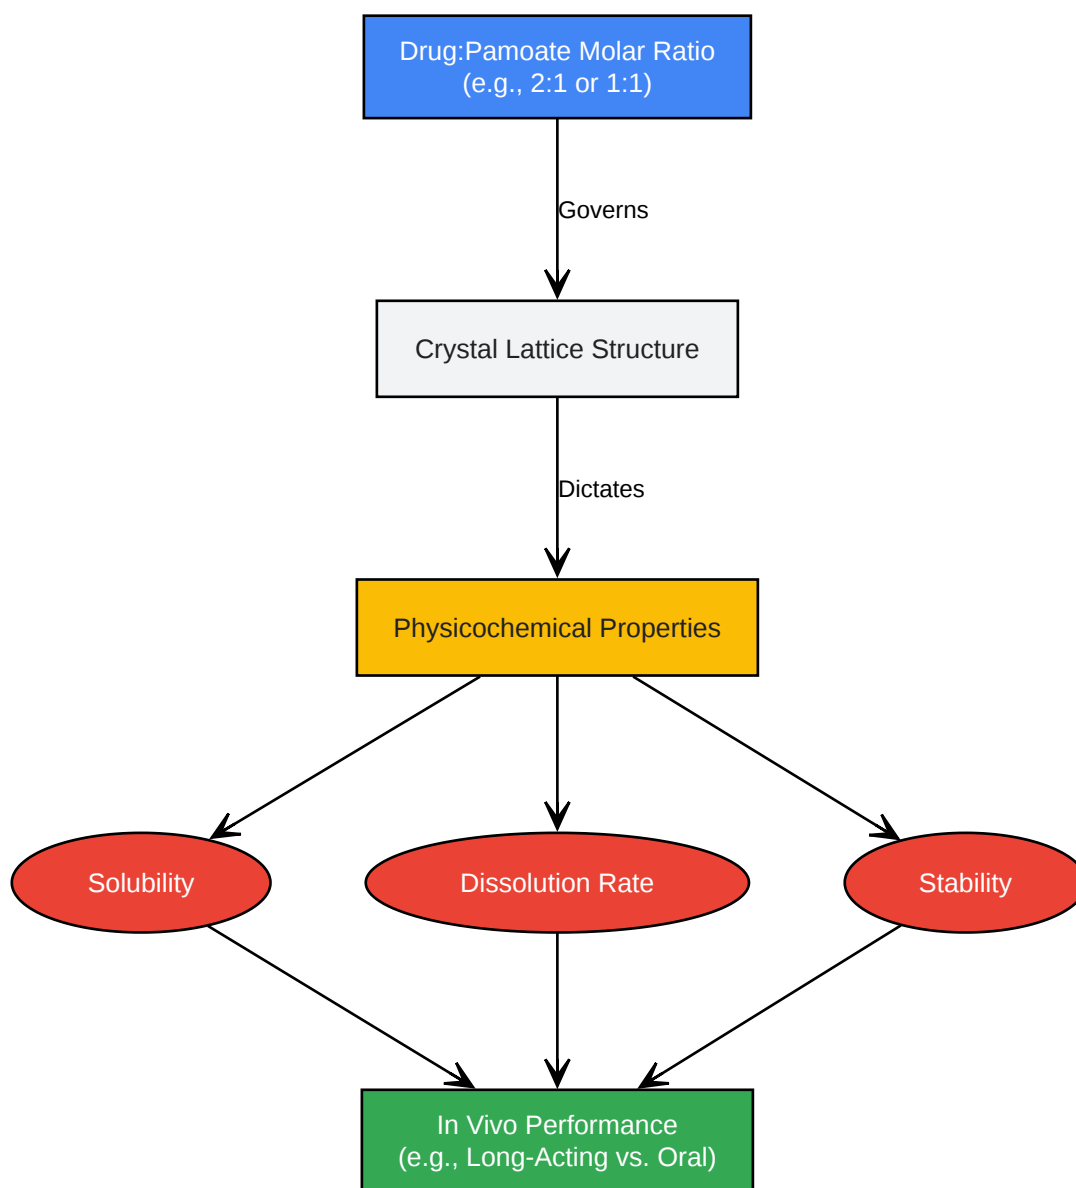 Drug:Pamoate Molar Ratio
(e.g., 2:1 or 1:1)
Governs
Crystal Lattice Structure
Dictates
Physicochemical Properties
Solubility
Dissolution Rate
Stability
In Vivo Performance
(e.g., Long-Acting vs. Oral)